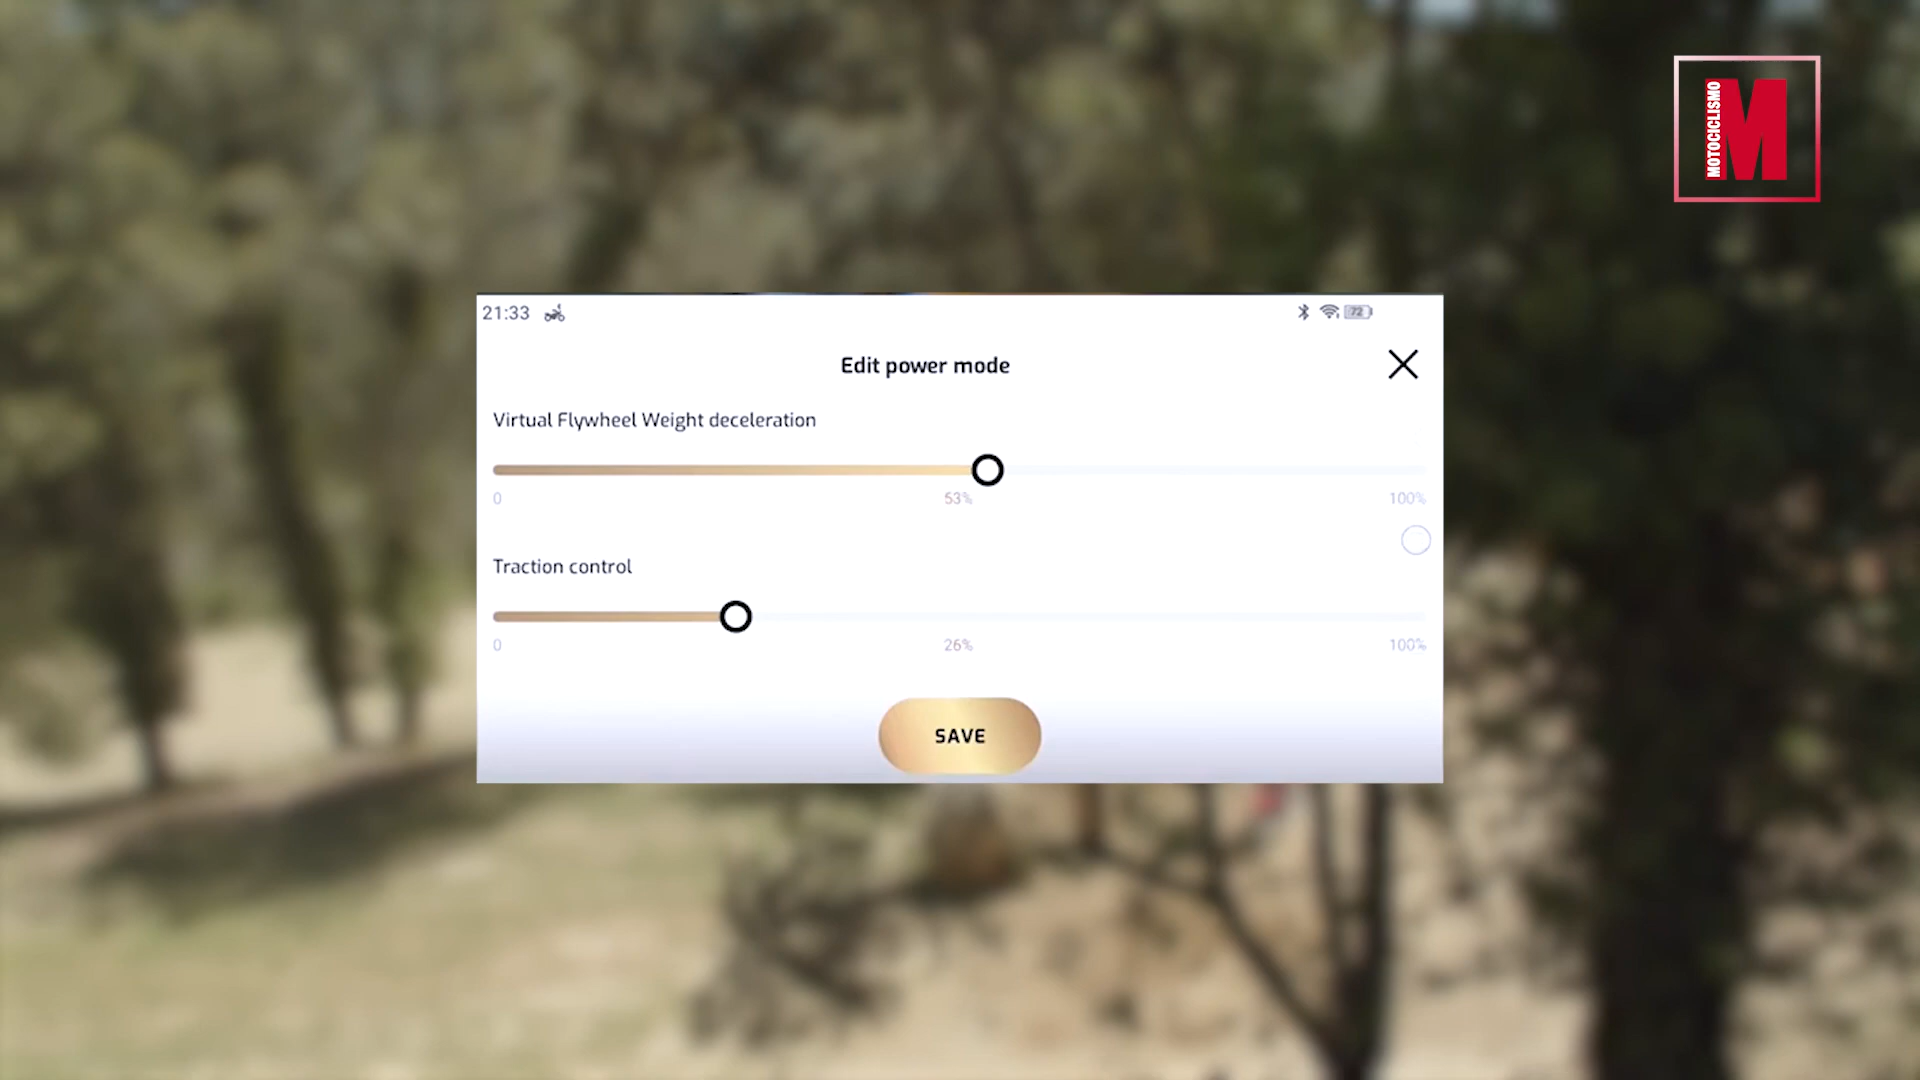 MOTOCICLISMO
M
21:33
72
Edit power mode
Virtual Flywheel Weight deceleration
0 53% 100%
Traction control
0 26% 100%
SAVE